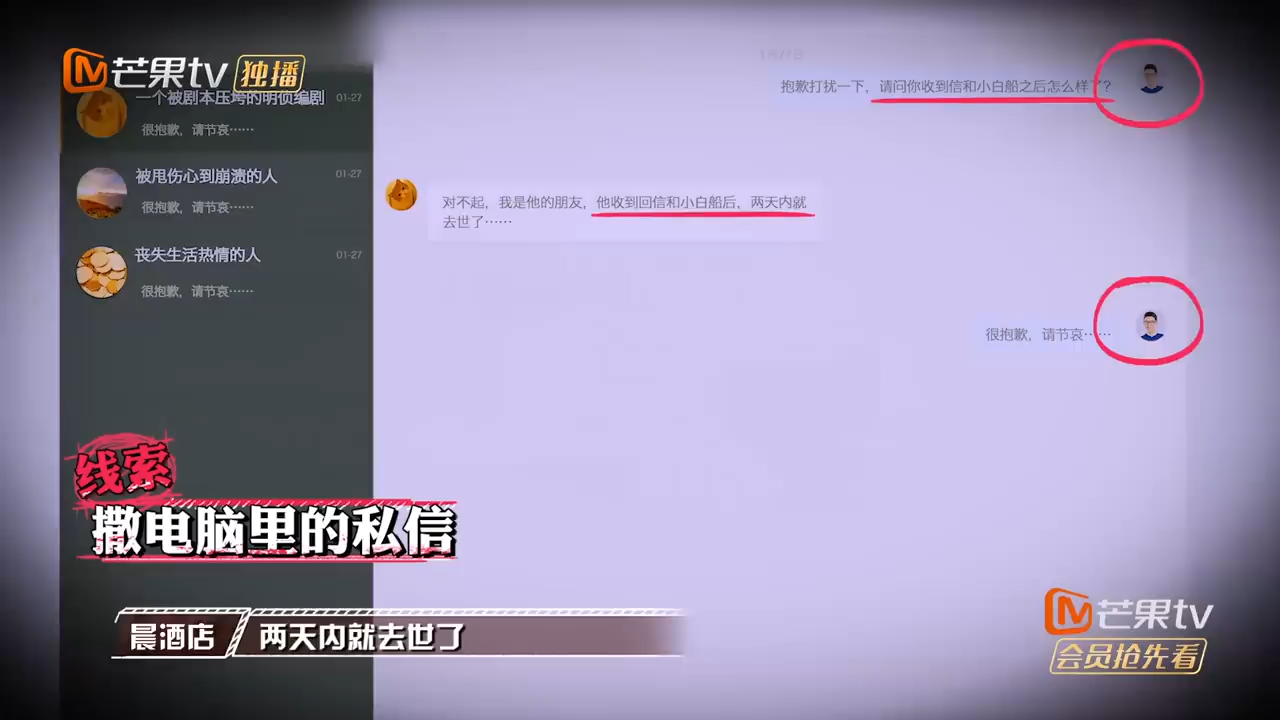 芒果tv 独播
一个被剧本压垮的明侦编剧 01-27
很抱歉，请节哀……
被甩伤心到崩溃的人 01-27
很抱歉，请节哀……
丧失生活热情的人 01-27
很抱歉，请节哀……
1月27日
抱歉打扰一下，请问你收到信和小白船之后怎么样了？
对不起，我是他的朋友，他收到回信和小白船后，两天内就
去世了……
很抱歉，请节哀……
线索
撒电脑里的私信
晨酒店 两天内就去世了
芒果tv
会员抢先看